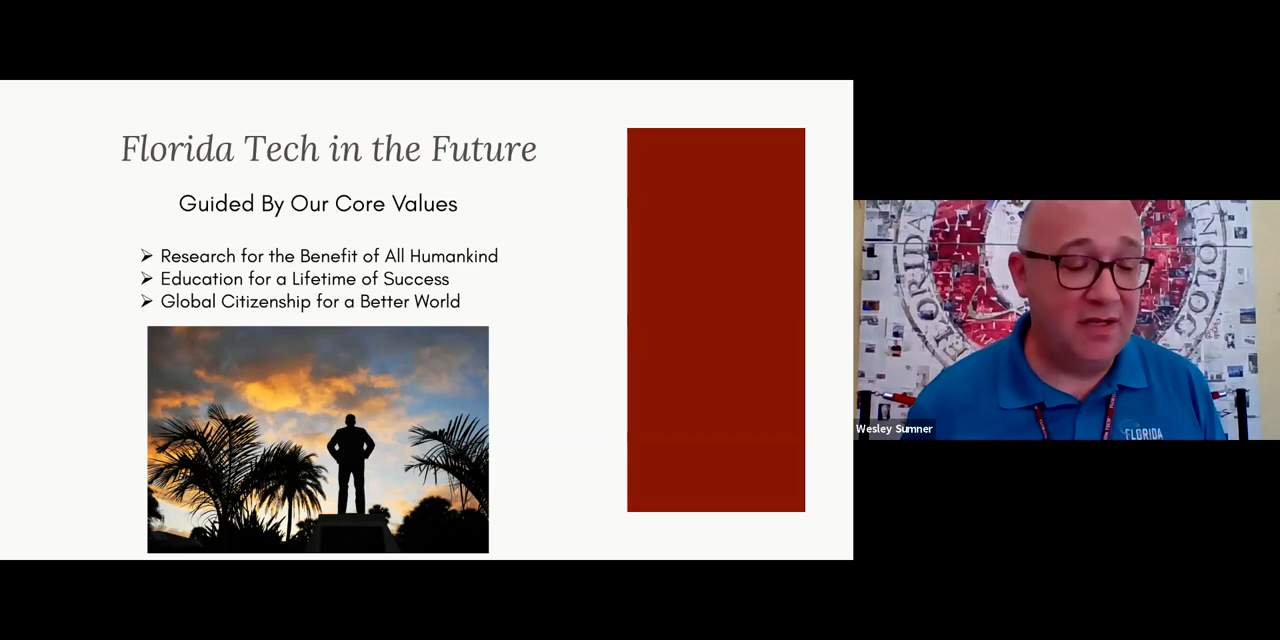 Florida Tech in the Future
Guided By Our Core Values
Research for the Benefit of All Humankind
Education for a Lifetime of Success
Global Citizenship for a Better World
FLORIDA
Wesley Sumner
FLORIDA